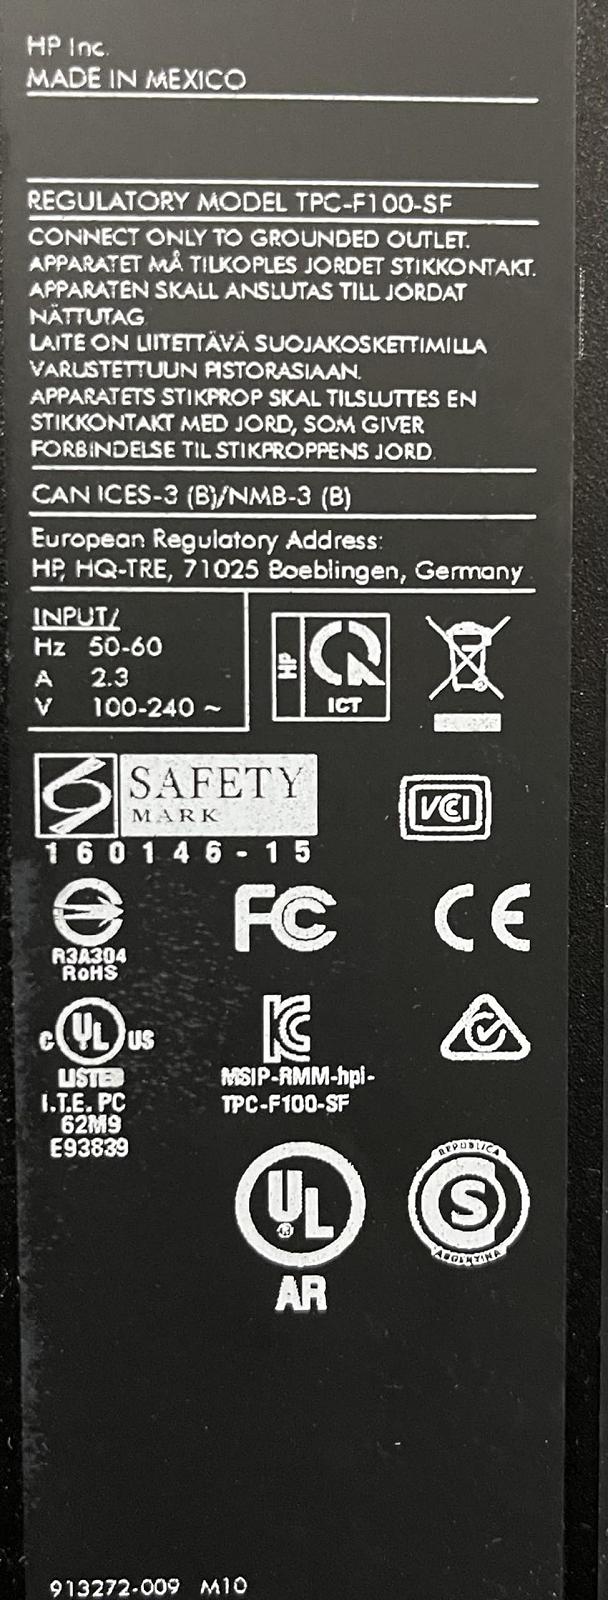 HP Inc.
MADE IN MEXICO
REGULATORY MODEL TPC-F100-SF
CONNECT ONLY TO GROUNDED OUTLET.
APPARATET MÅ TILKOPLES JORDET STIKKONTAKT.
APPARATEN SKALL ANSLUTAS TILL JORDAT
NÄTTUTAG
LAITE ON LIITETTÄVÄ SUOJAKOSKETTIMILLA
VARUSTETTUUN PISTORASIAAN.
APPARATETS STIKPROP SKAL TILSLUTTES EN
STIKKONTAKT MED JORD, SOM GIVER
FORBINDELSE TIL STIKPROPPENS JORD.
CAN ICES-3 (B)/NMB-3 (B)
European Regulatory Address:
HP, HQ-TRE, 71025 Boeblingen, Germany
INPUT/
Hz 50-60
A 2.3
V 100-240 ~
HP
ICT
SAFETY
MARK
160146-15
VCCI
R3A304
RoHS
FC
CE
C UL US
LISTED
I.T.E. PC
62M9
E93839
KC
MSIP-RMM-hpi-
TPC-F100-SF
UL
®
AR
REPUBLICA
S
ARGENTINA
913272-009 M10